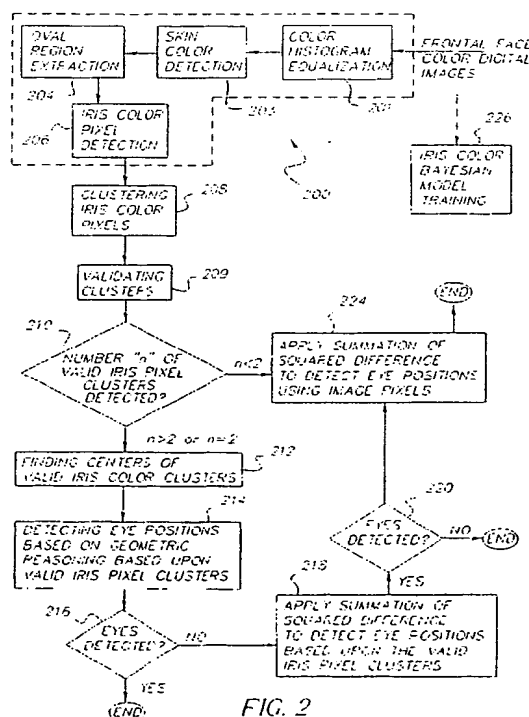 OVAL
REGION
EXTRACTION
204
SKIN
COLOR
DETECTION
203
COLOR
HISTOGRAM
EQUALIZATION
201
FRONTAL FACE
COLOR DIGITAL
IMAGES
206
IRIS COLOR
PIXEL
DETECTION
226
IRIS COLOR
BAYESIAN
MODEL
TRAINING
200
CLUSTERING
IRIS COLOR
PIXELS
208
VALIDATING
CLUSTERS
209
210
NUMBER "n" OF
VALID IRIS PIXEL
CLUSTERS
DETECTED?
n<2
224
END
APPLY SUMMATION OF
SQUARED DIFFERENCE
TO DETECT EYE POSITIONS
USING IMAGE PIXELS
n>2 or n=2
FINDING CENTERS OF
VALID IRIS COLOR CLUSTERS
212
214
DETECTING EYE POSITIONS
BASED ON GEOMETRIC
REASONING BASED UPON
VALID IRIS PIXEL CLUSTERS
220
EYES
DETECTED?
NO
END
YES
216
EYES
DETECTED?
NO
218
APPLY SUMMATION OF
SQUARED DIFFERENCE
TO DETECT EYE POSITIONS
BASED UPON THE VALID
IRIS PIXEL CLUSTERS
YES
END
FIG. 2